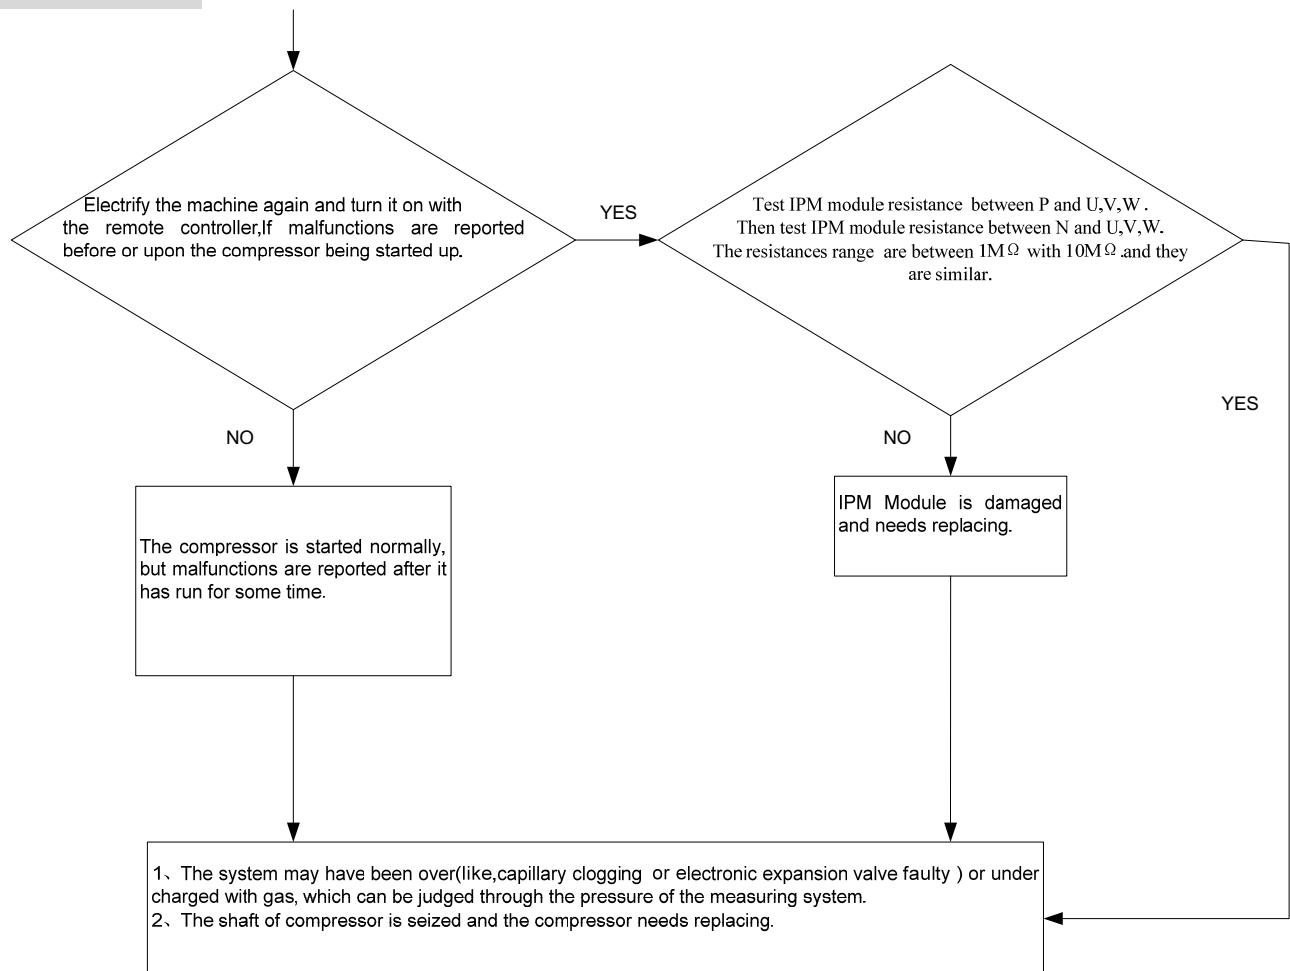 Electrify the machine again and turn it on with
the remote controller,If malfunctions are reported
before or upon the compressor being started up.
YES
Test IPM module resistance between P and U,V,W .
Then test IPM module resistance between N and U,V,W.
The resistances range are between 1MΩ with 10MΩ .and they
are similar.
YES
NO
NO
The compressor is started normally,
but malfunctions are reported after it
has run for some time.
IPM Module is damaged
and needs replacing.
1、The system may have been over(like,capillary clogging or electronic expansion valve faulty ) or under
charged with gas, which can be judged through the pressure of the measuring system.
2、The shaft of compressor is seized and the compressor needs replacing.